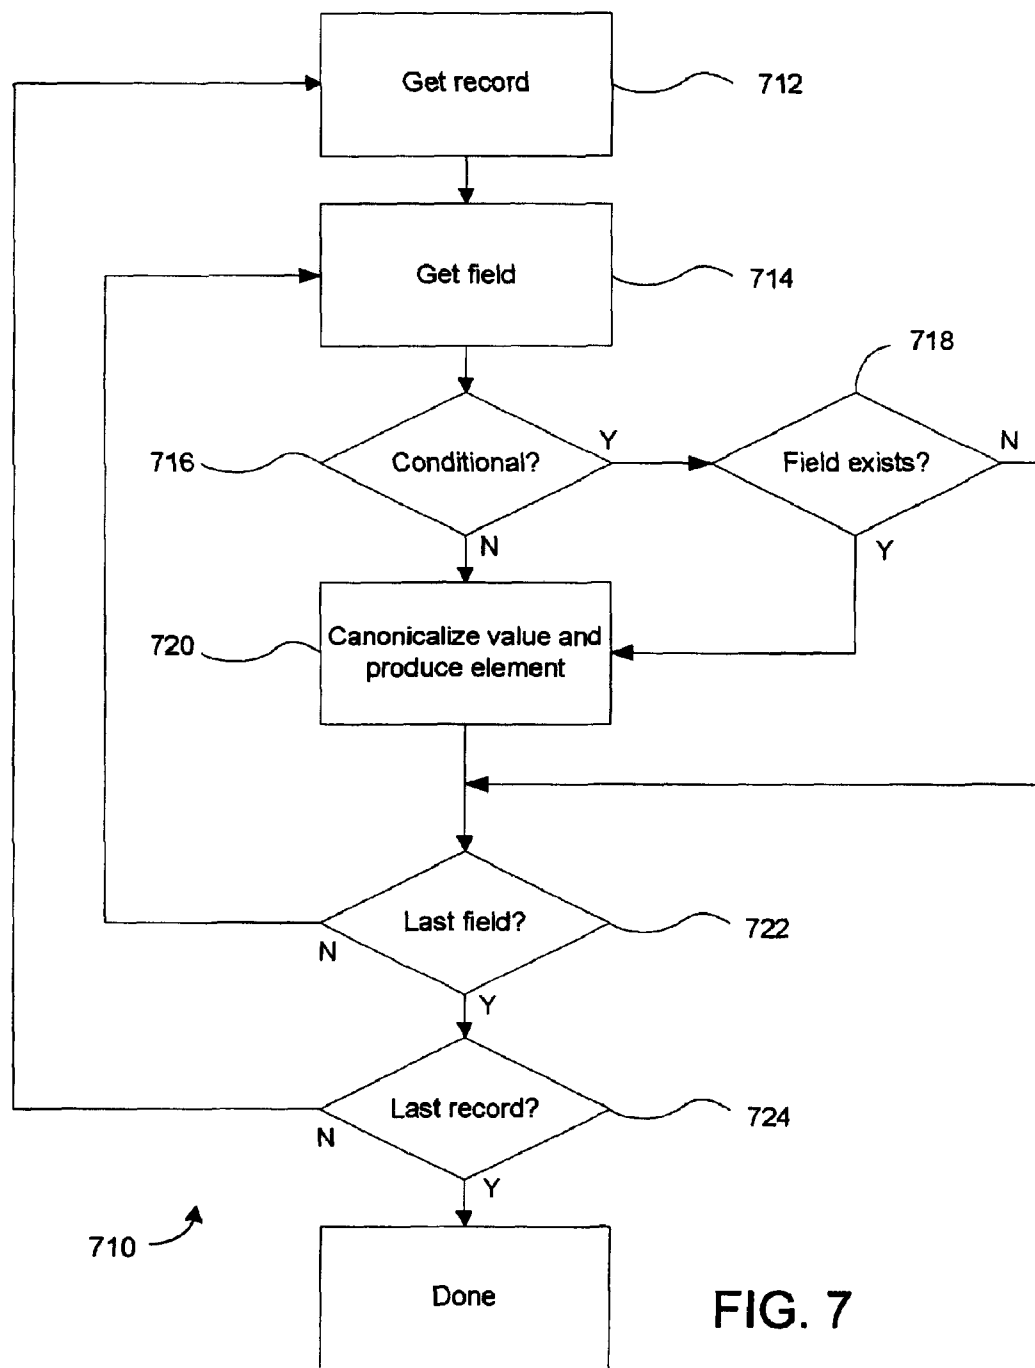 Get record
712
Get field
714
718
716
Conditional?
Y
Field exists?
N
N
Y
720
Canonicalize value and
produce element
Last field?
722
N
Y
Last record?
724
N
Y
710
Done
FIG. 7